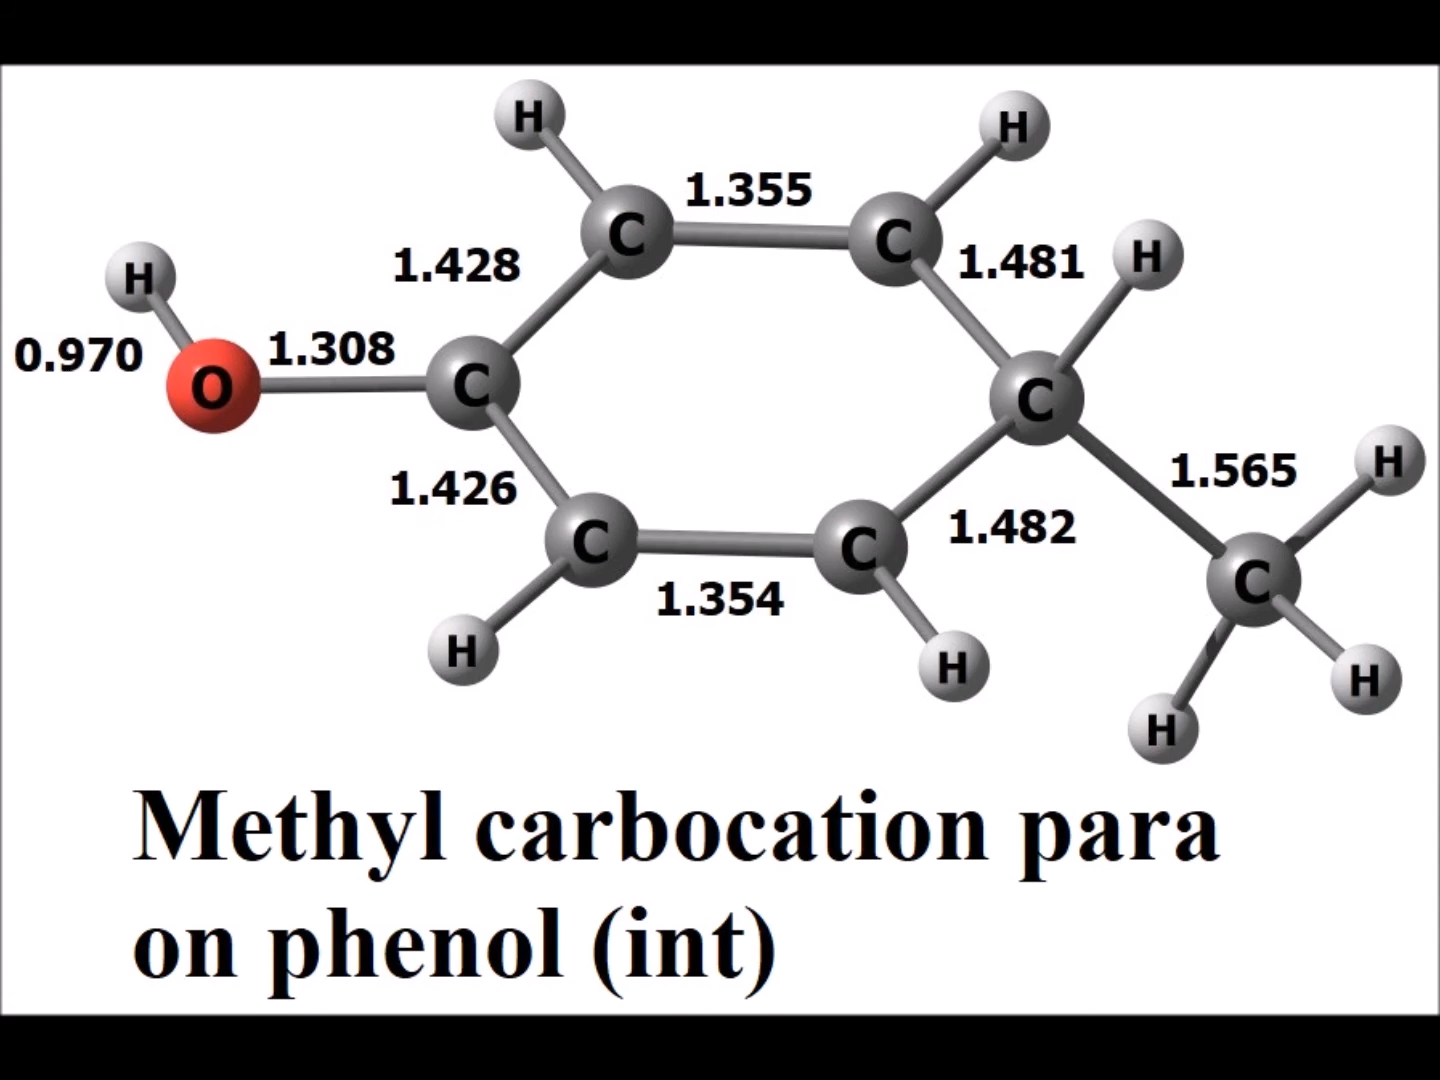 H
H
1.355
C
C
H
1.428
1.481
H
0.970
1.308
O
C
C
1.426
1.565
H
1.482
C
C
C
1.354
H
H
H
H
Methyl carbocation para
on phenol (int)